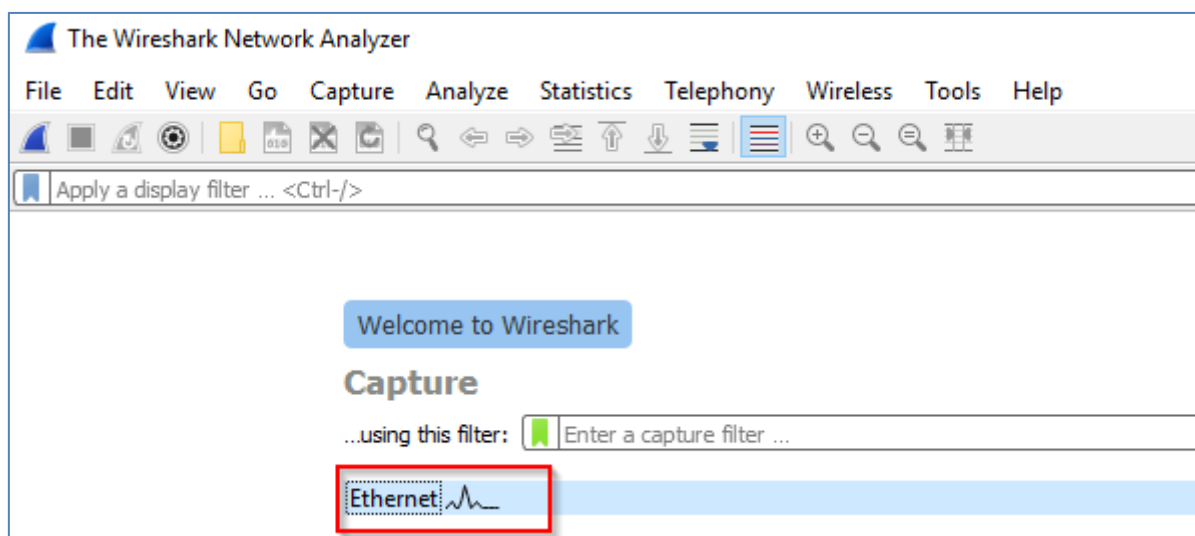 The Wireshark Network Analyzer
File Edit View Go Capture Analyze Statistics Telephony Wireless Tools Help
Apply a display filter ... <Ctrl-/>
Welcome to Wireshark
Capture
...using this filter: Enter a capture filter ...
Ethernet